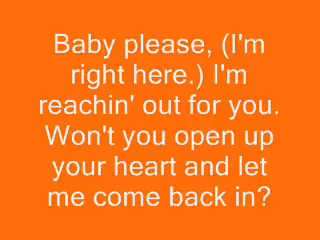 Baby please, (I'm
right here.) I'm
reachin' out for you.
Won't you open up
your heart and let
me come back in?